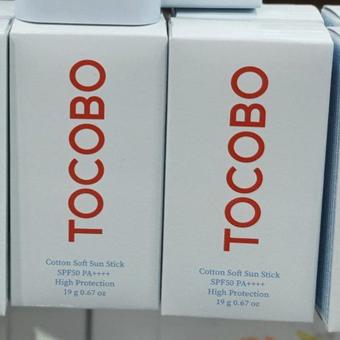 TOCOBO
Cotton Soft Sun Stick
SPF50 PA++++
High Protection
19 g 0.67 oz
TOCOBO
Cotton Soft Sun Stick
SPF50 PA++++
High Protection
19 g 0.67 oz